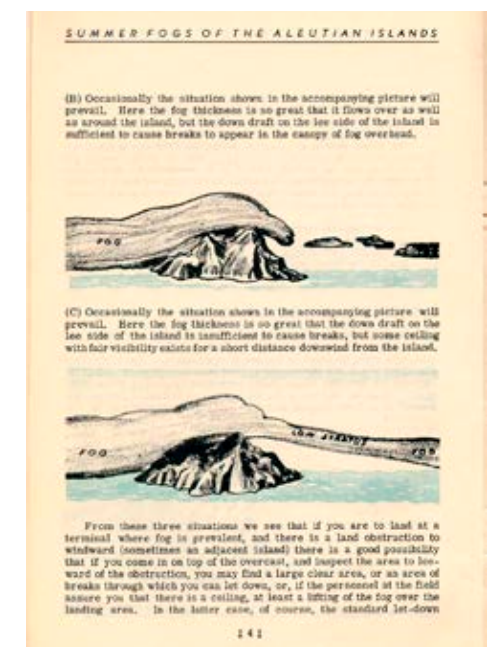 SUMMER FOGS OF THE ALEUTIAN ISLANDS
(B) Occasionally the situation shown in the accompanying picture will
prevail. Here the fog thickness is so great that it flows over as well
as around the island, but the down draft on the lee side of the island is
sufficient to cause breaks to appear in the canopy of fog overhead.
FOG
(C) Occasionally the situation shown in the accompanying picture will
prevail. Here the fog thickness is so great that the down draft on the
lee side of the island is insufficient to cause breaks, but some ceiling
with fair visibility exists for a short distance downwind from the island.
FOG
LOW STRATUS
FOG
From these three situations we see that if you are to land at a
terminal where fog is prevalent, and there is a land obstruction to
windward (sometimes an adjacent island) there is a good possibility
that if you come in on top of the overcast, and inspect the area to lee-
ward of the obstruction, you may find a large clear area, or an area of
breaks through which you can let down, or, if the personnel at the field
assure you that there is a ceiling, at least a lifting of the fog over the
landing area. In the latter case, of course, the standard let-down
141